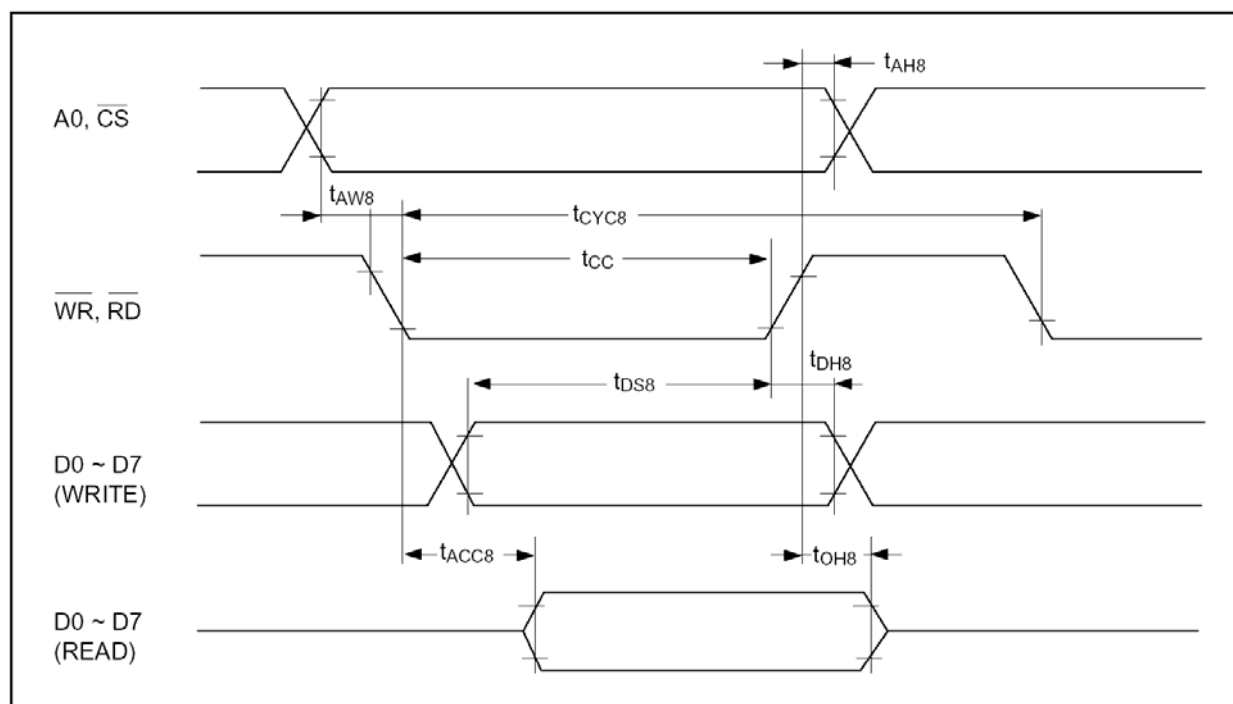 tAH8
A0, CS
tAW8
tCYC8
tCC
WR, RD
tDH8
tDS8
D0 ~ D7
(WRITE)
tACC8
tOH8
D0 ~ D7
(READ)